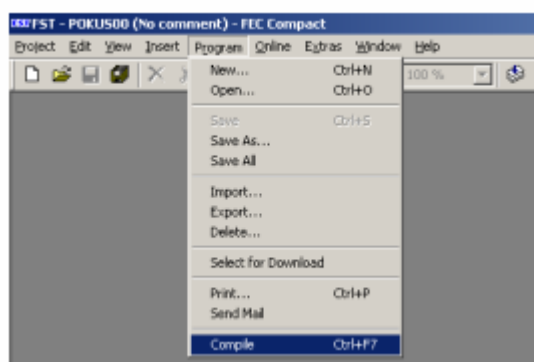 FST - POKUS00 (No comment) - FEC Compact
Project Edit View Insert Program Online Extras Window Help
100 %
New... Ctrl+N
Open... Ctrl+O
Save Ctrl+S
Save As...
Save All
Import...
Export...
Delete...
Select for Download
Print... Ctrl+P
Send Mail
Compile Ctrl+F7